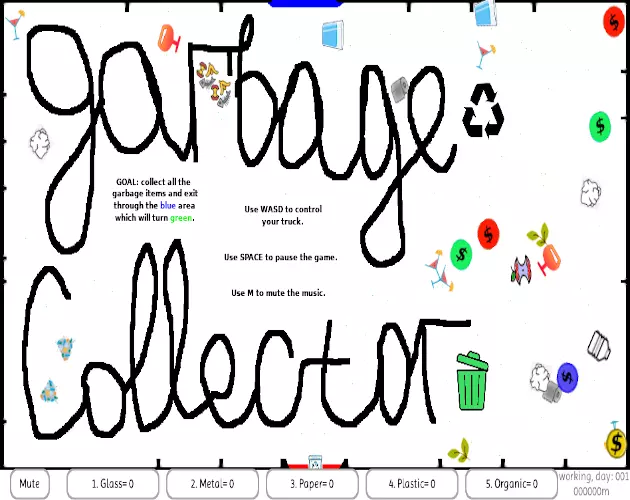 garbage
GOAL: collect all the
garbage items and exit
through the blue area
which will turn green.
Use WASD to control
your truck.
Use SPACE to pause the game.
Use M to mute the music.
Collector
Mute
1. Glass= 0
2. Metal= 0
3. Paper= 0
4. Plastic= 0
5. Organic= 0
working, day: 001
000000m